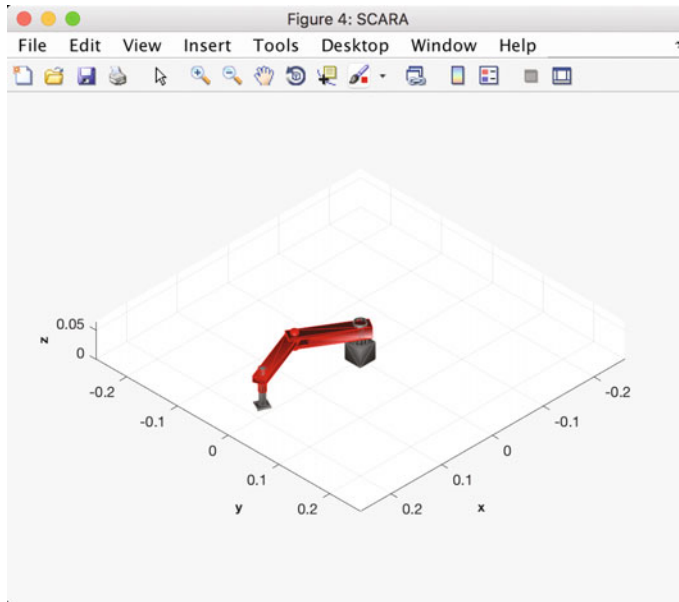 Figure 4: SCARA
File Edit View Insert Tools Desktop Window Help
0.05
z
0
-0.2
-0.2
-0.1
-0.1
0
0
0.1
0.1
y
0.2
0.2
x